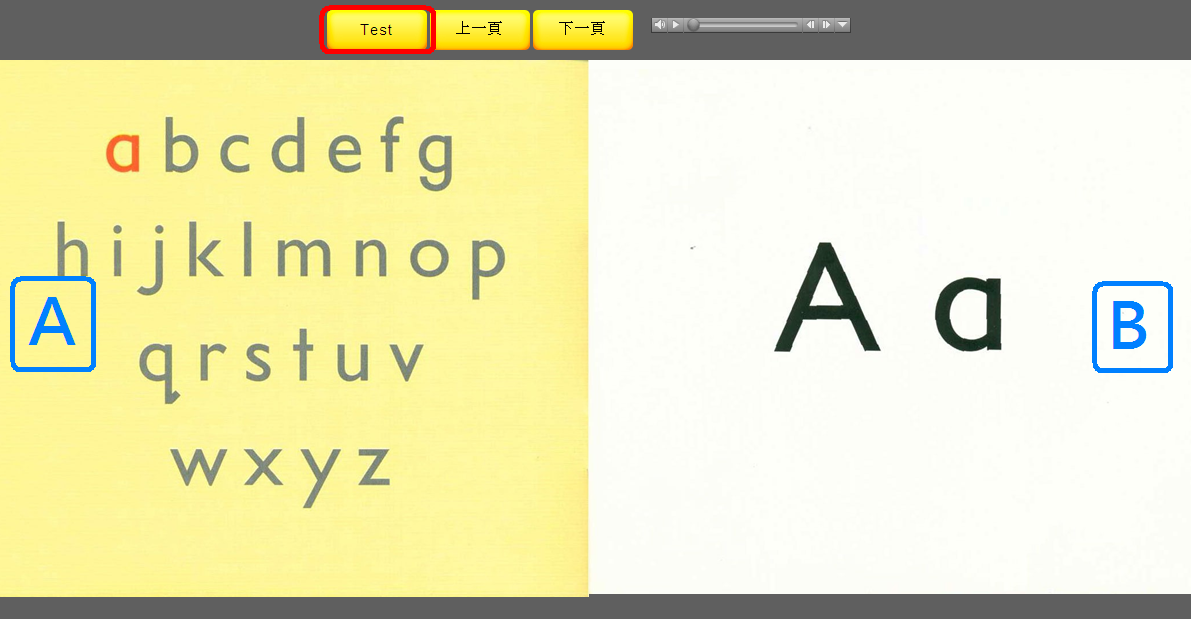 Test 上一頁 下一頁
a b c d e f g
h i j k l m n o p
q r s t u v
w x y z
A
A a
B